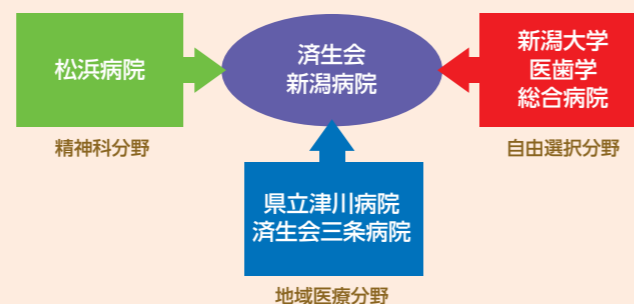 松浜病院
精神科分野
済生会
新潟病院
新潟大学
医歯学
総合病院
自由選択分野
県立津川病院
済生会三条病院
地域医療分野